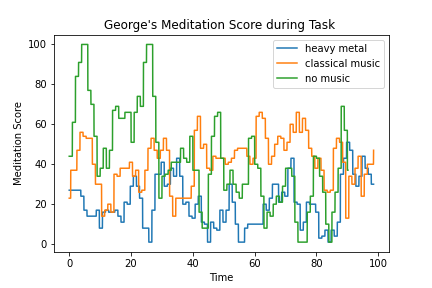 George's Meditation Score during Task
heavy metal
classical music
no music
100
80
60
40
20
0
Meditation Score
0 20 40 60 80 100
Time